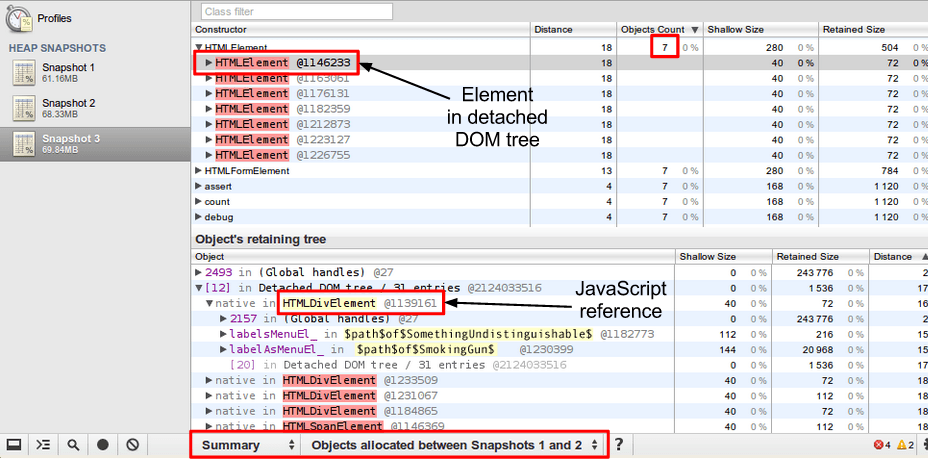 Profiles
HEAP SNAPSHOTS
Snapshot 1
61.16MB
Snapshot 2
68.33MB
Snapshot 3
69.84MB
Class filter
Constructor Distance Objects Count ▼ Shallow Size Retained Size
▼HTMLElement 18 7 0 % 280 0 % 504 0 %
▶HTMLElement @1146233 18 40 0 % 72 0 %
▶HTMLElement @1163061 18 40 0 % 72 0 %
▶HTMLElement @1176131 18 40 0 % 72 0 %
▶HTMLElement @1182359 18 40 0 % 72 0 %
▶HTMLElement @1212873 18 40 0 % 72 0 %
▶HTMLElement @1223127 18 40 0 % 72 0 %
▶HTMLElement @1226755 18 40 0 % 72 0 %
▶HTMLFormElement 13 7 0 % 280 0 % 784 0 %
▶assert 4 7 0 % 168 0 % 1 120 0 %
▶count 4 7 0 % 168 0 % 1 120 0 %
▶debug 4 7 0 % 168 0 % 1 120 0 %
Element
in detached
DOM tree
Object's retaining tree
Object Shallow Size Retained Size Distance ▲
▶2493 in (Global handles) @27 0 0 % 243 776 0 %
▼[12] in Detached DOM tree / 31 entries @2124033516 0 0 % 1 536 0 % 17
▼native in HTMLDivElement @1139161 40 0 % 72 0 % 16
▶2157 in (Global handles) @27 0 0 % 243 776 0 %
▶labelsMenuEl_ in $path$of$SomethingUndistinguishable$ @1182773 112 0 % 216 0 % 15
▶labelAsMenuEl_ in $path$of$SmokingGun$ @1230399 144 0 % 20 968 0 % 15
[20] in Detached DOM tree / 31 entries @2124033516 0 0 % 1 536 0 % 17
▶native in HTMLDivElement @1233509 40 0 % 72 0 % 16
▶native in HTMLDivElement @1231067 40 0 % 72 0 % 17
▶native in HTMLDivElement @1184865 40 0 % 72 0 % 17
▶native in HTMLSpanElement @1146369 40 0 % 72 0 %
JavaScript
reference
Summary Objects allocated between Snapshots 1 and 2 ? 4 2